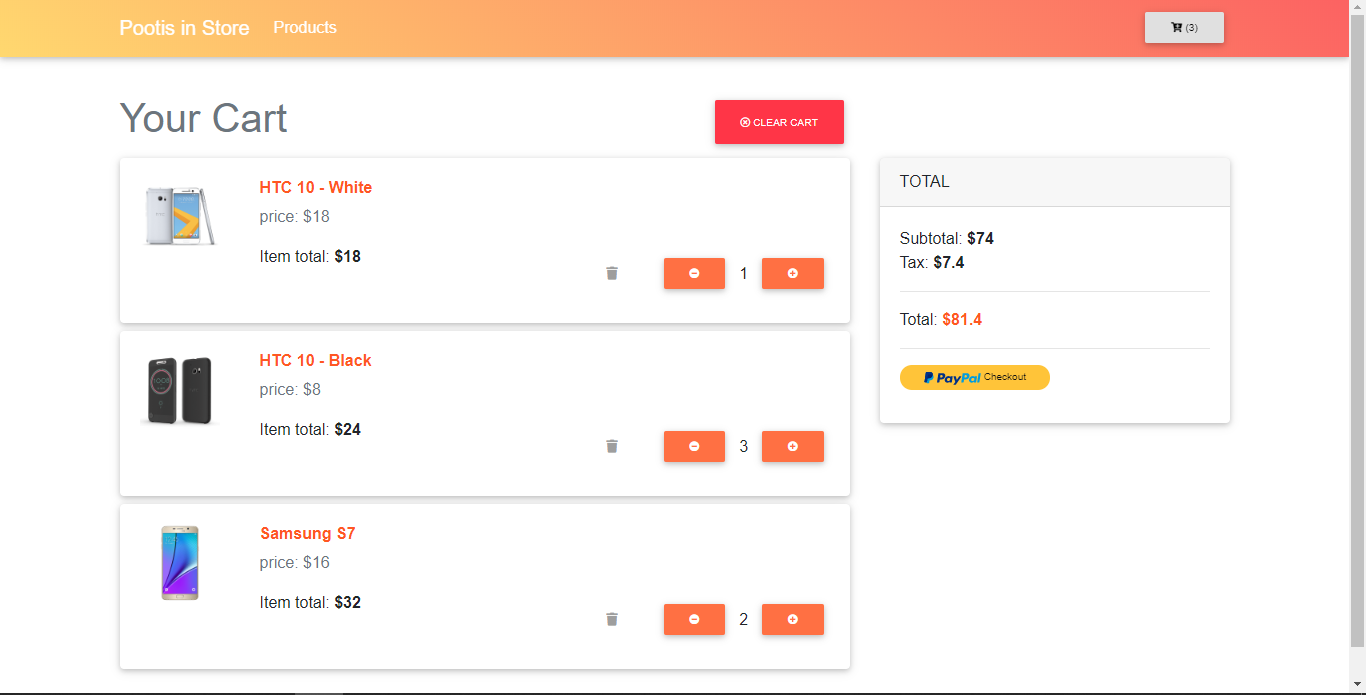 Pootis in Store Products (3)
Your Cart
CLEAR CART
HTC 10 - White
price: $18
Item total: $18
1
HTC 10 - Black
price: $8
Item total: $24
3
Samsung S7
price: $16
Item total: $32
2
TOTAL
Subtotal: $74
Tax: $7.4
Total: $81.4
PayPal Checkout